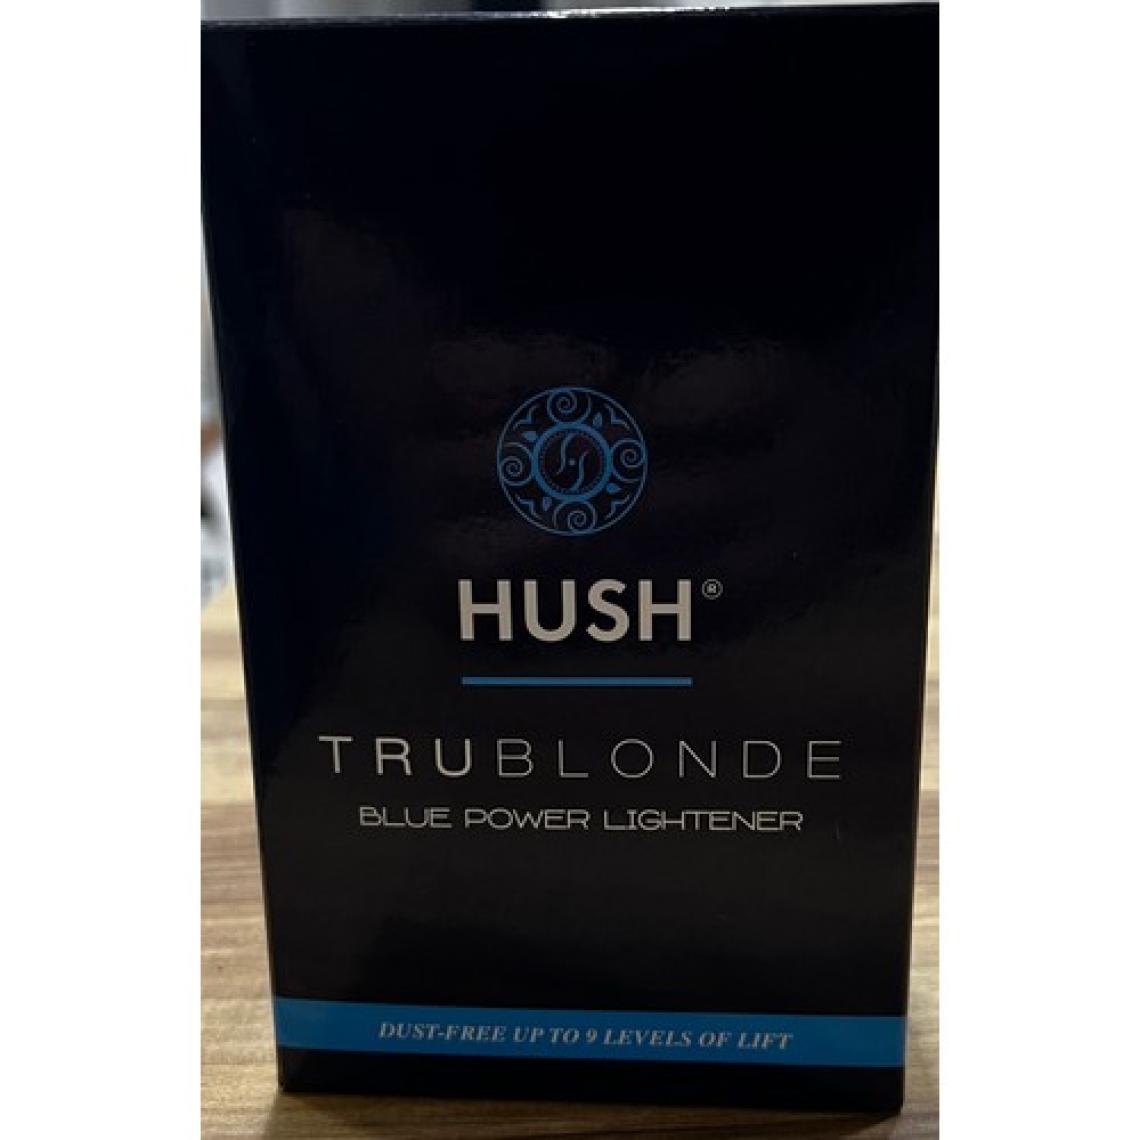 HUSH®
TRUBLONDE
BLUE POWER LIGHTENER
DUST-FREE UP TO 9 LEVELS OF LIFT